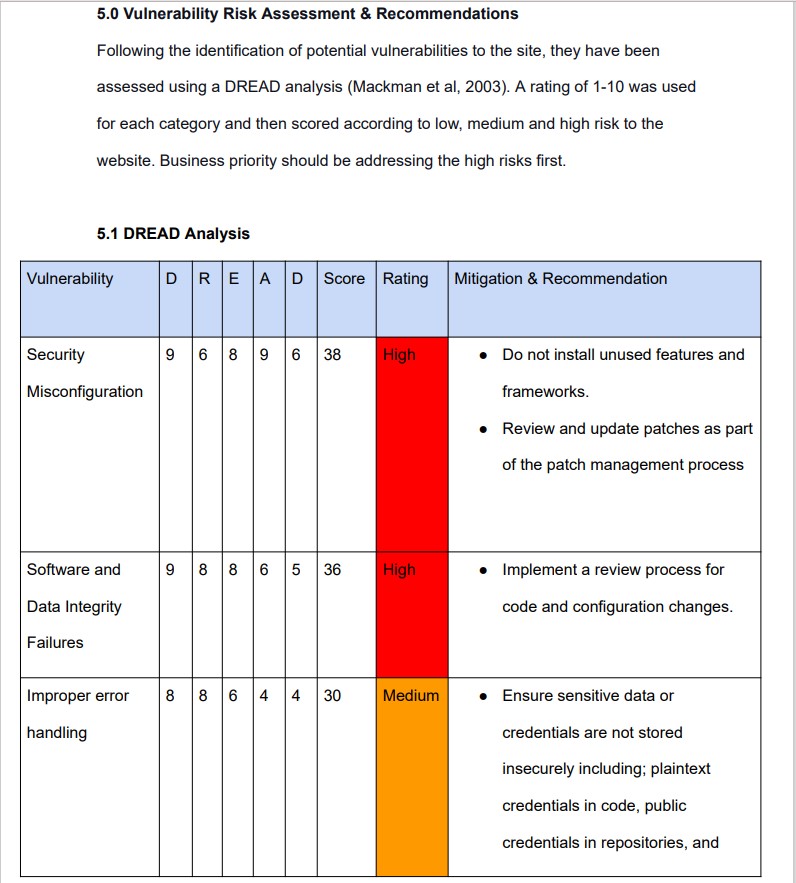 5.0 Vulnerability Risk Assessment & Recommendations
Following the identification of potential vulnerabilities to the site, they have been
assessed using a DREAD analysis (Mackman et al, 2003). A rating of 1-10 was used
for each category and then scored according to low, medium and high risk to the
website. Business priority should be addressing the high risks first.
5.1 DREAD Analysis
Vulnerability D R E A D Score Rating Mitigation & Recommendation
Security 9 6 8 9 6 38 High ● Do not install unused features and
Misconfiguration frameworks.
● Review and update patches as part
of the patch management process
Software and 9 8 8 6 5 36 High ● Implement a review process for
Data Integrity code and configuration changes.
Failures
Improper error 8 8 6 4 4 30 Medium ● Ensure sensitive data or
handling credentials are not stored
insecurely including; plaintext
credentials in code, public
credentials in repositories, and